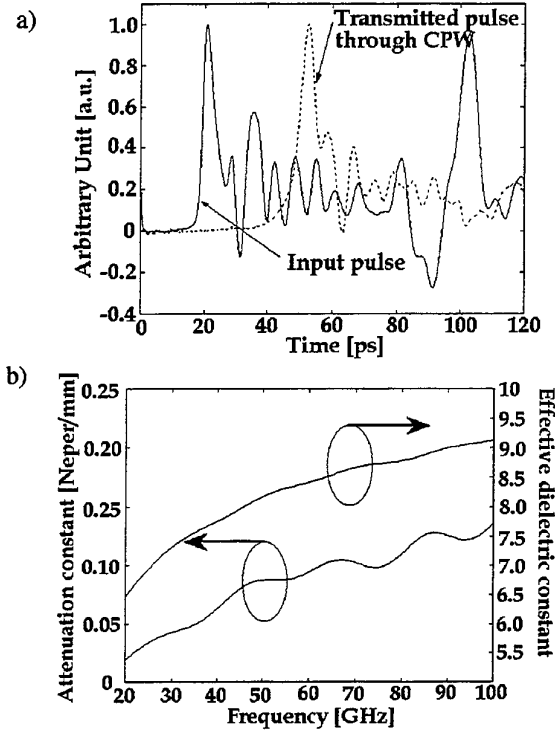 a)
Transmitted pulse
through CPW
Input pulse
Arbitrary Unit [a.u.]
1.0
0.8
0.6
0.4
0.2
0
-0.2
-0.4
0 20 40 60 80 100 120
Time [ps]
b)
Attenuation constant [Neper/mm]
0.25
0.20
0.25
0.10
0.05
0
10
9.5
9.0
8.5
8.0
7.5
7.0
6.5
6.0
5.5
Effective dielectric
constant
20 30 40 50 60 70 80 90 100
Frequency [GHz]